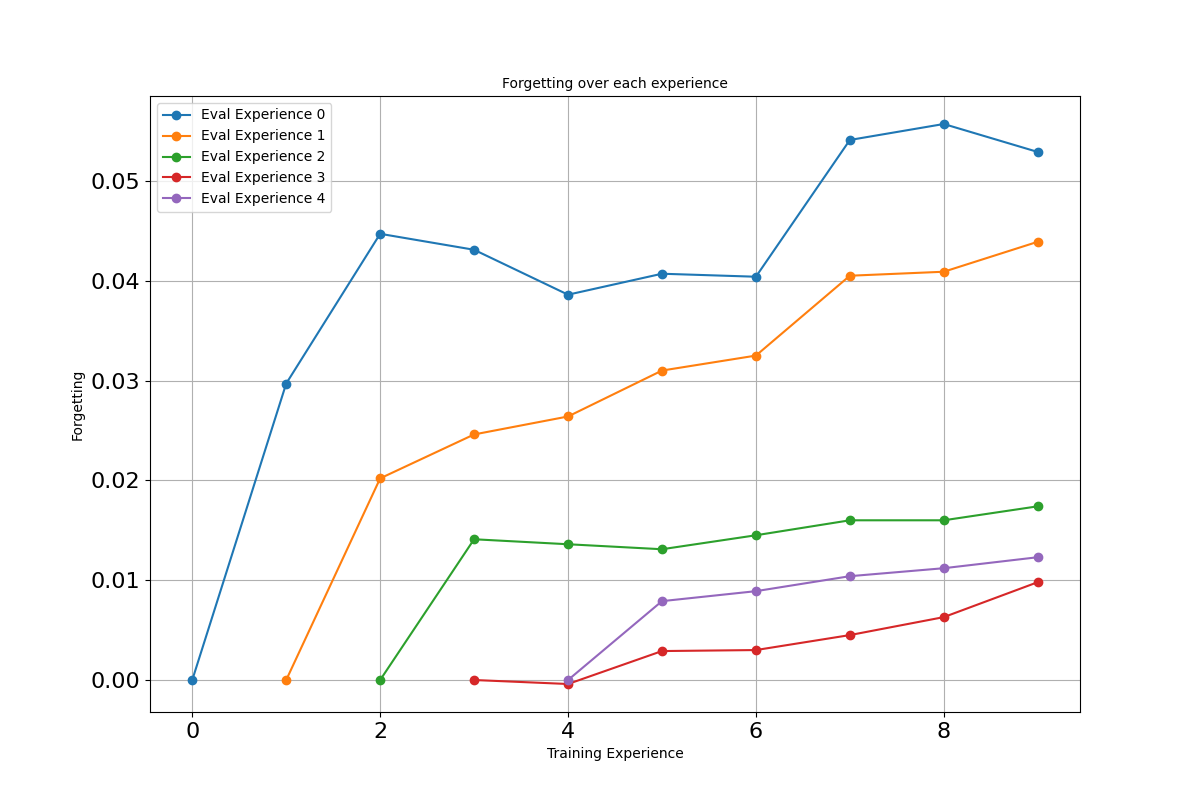 Forgetting over each experience
Eval Experience 0
Eval Experience 1
Eval Experience 2
Eval Experience 3
Eval Experience 4
0.05
0.04
0.03
0.02
0.01
0.00
Forgetting
0 2 4 6 8
Training Experience